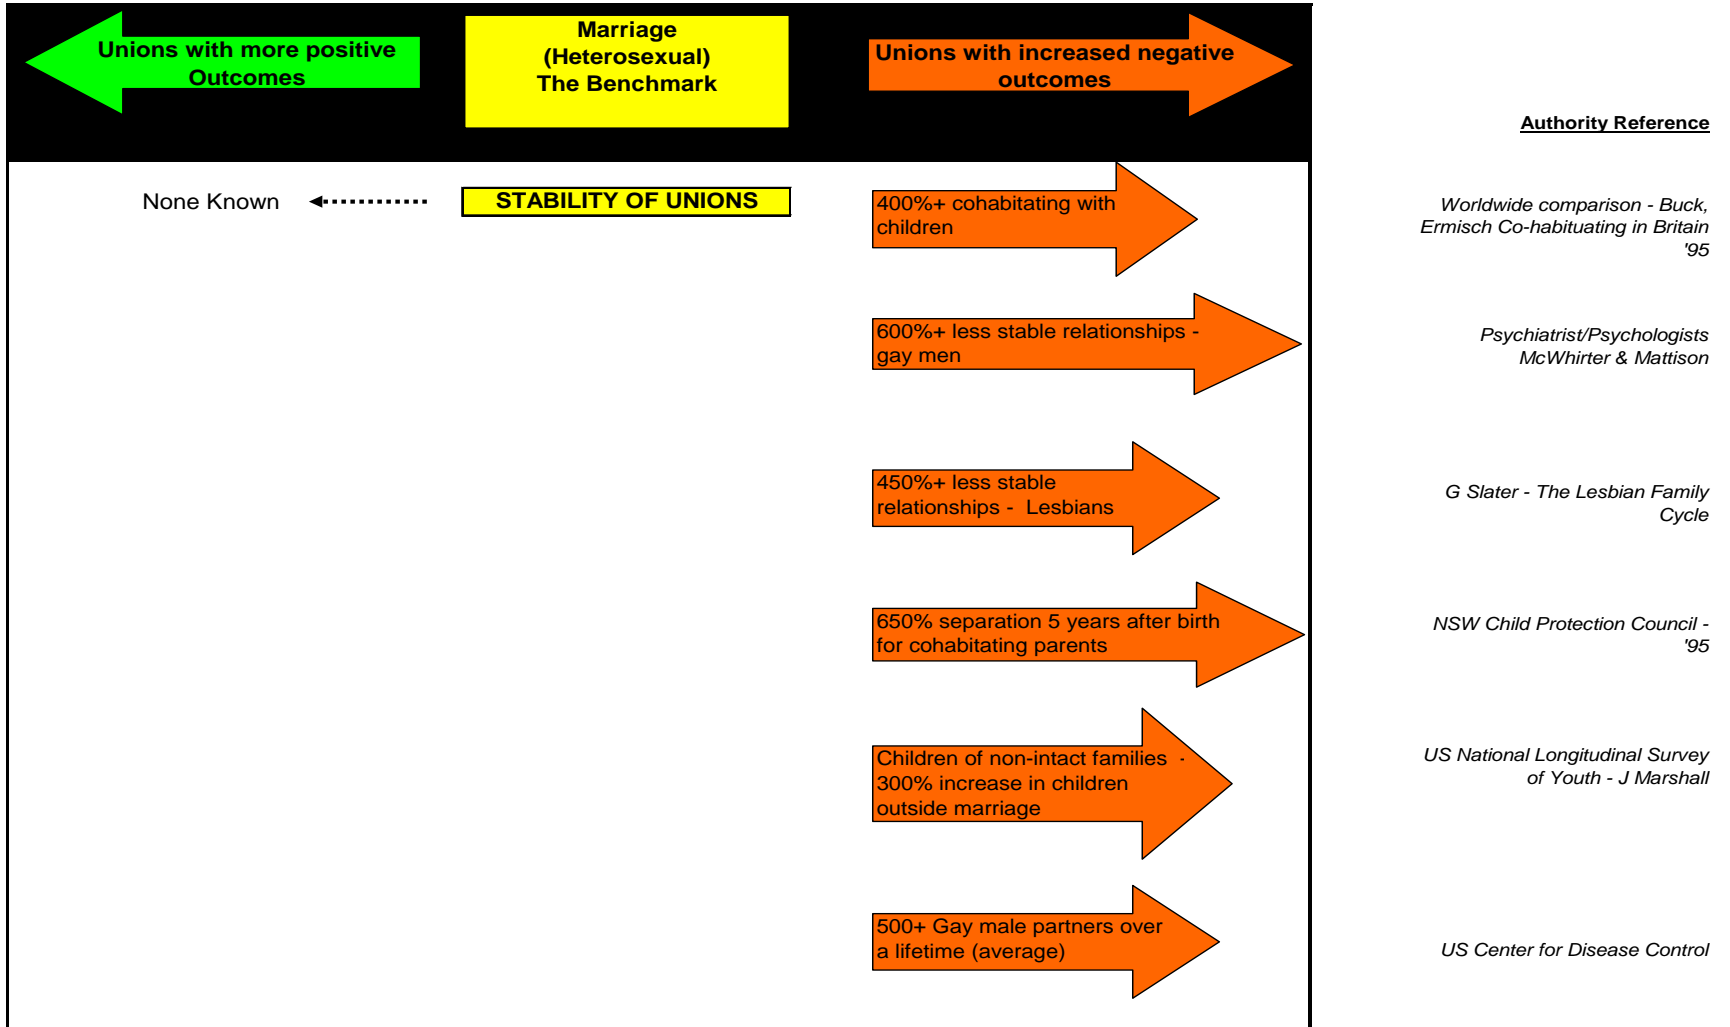 Unions with more positive
Outcomes
Marriage
(Heterosexual)
The Benchmark
Unions with increased negative
outcomes
Authority Reference
None Known
STABILITY OF UNIONS
400%+ cohabitating with
children
Worldwide comparison - Buck,
Ermisch Co-habituating in Britain
'95
600%+ less stable relationships -
gay men
Psychiatrist/Psychologists
McWhirter & Mattison
450%+ less stable
relationships - Lesbians
G Slater - The Lesbian Family
Cycle
650% separation 5 years after birth
for cohabitating parents
NSW Child Protection Council -
'95
Children of non-intact families -
300% increase in children
outside marriage
US National Longitudinal Survey
of Youth - J Marshall
500+ Gay male partners over
a lifetime (average)
US Center for Disease Control